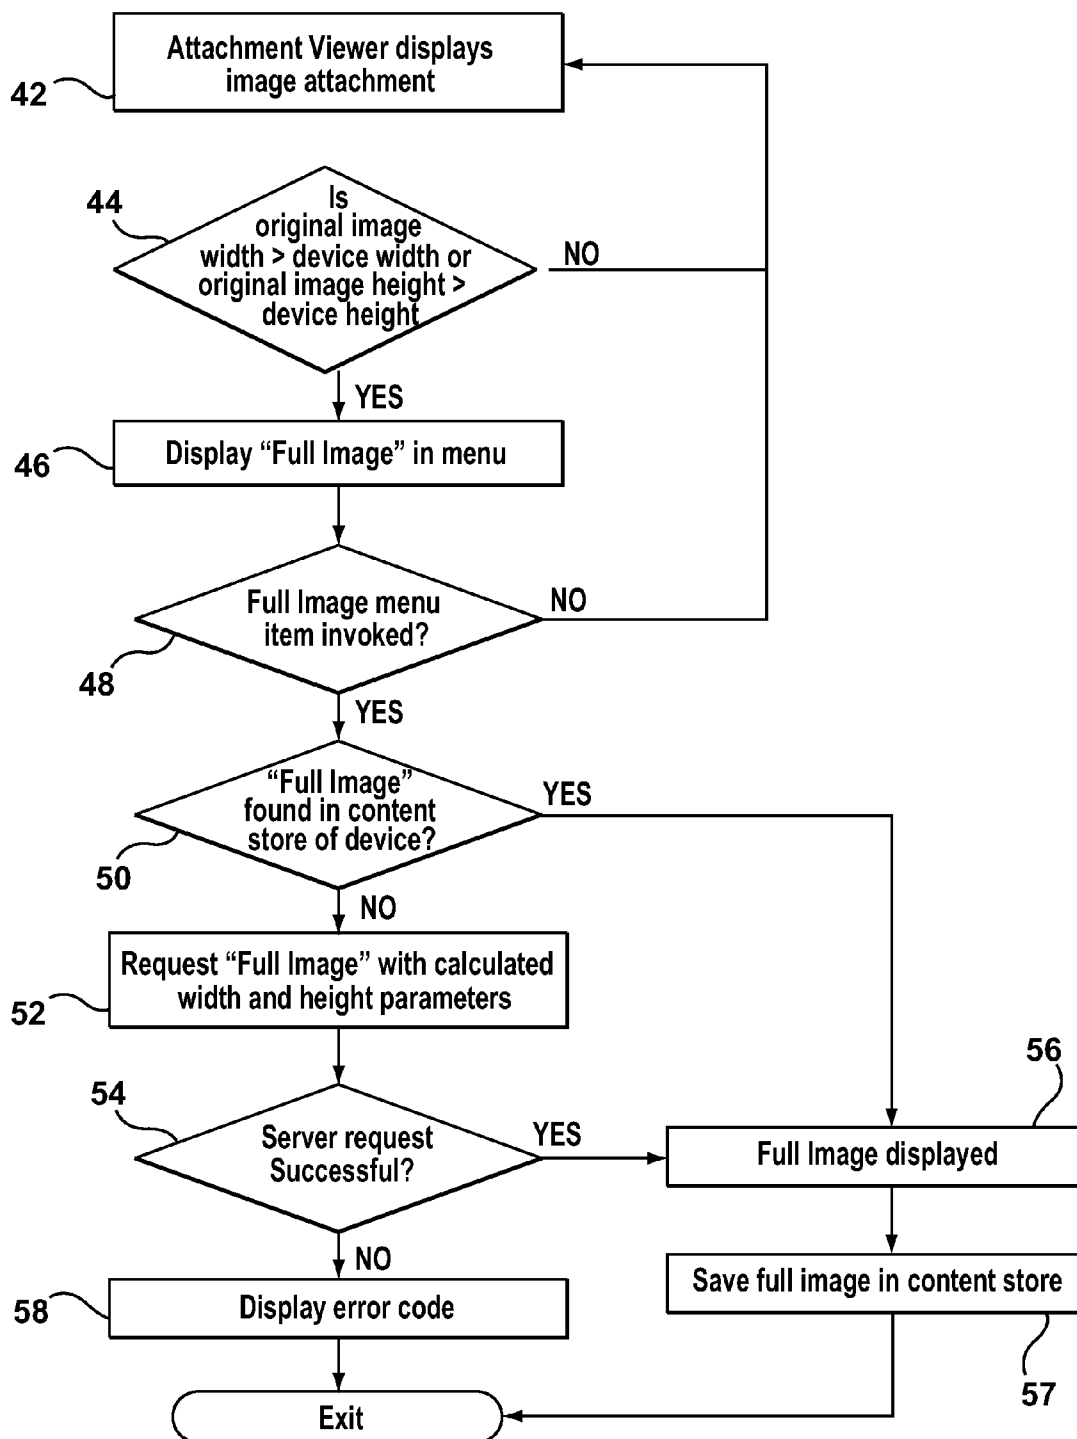 Attachment Viewer displays
image attachment
42
44
Is
original image
width > device width or
original image height >
device height
NO
YES
46
Display “Full Image” in menu
Full Image menu
item invoked?
NO
48
YES
“Full Image”
found in content
store of device?
YES
50
NO
Request “Full Image” with calculated
width and height parameters
52
54
Server request
Successful?
YES
56
Full Image displayed
NO
58
Display error code
Save full image in content store
57
Exit